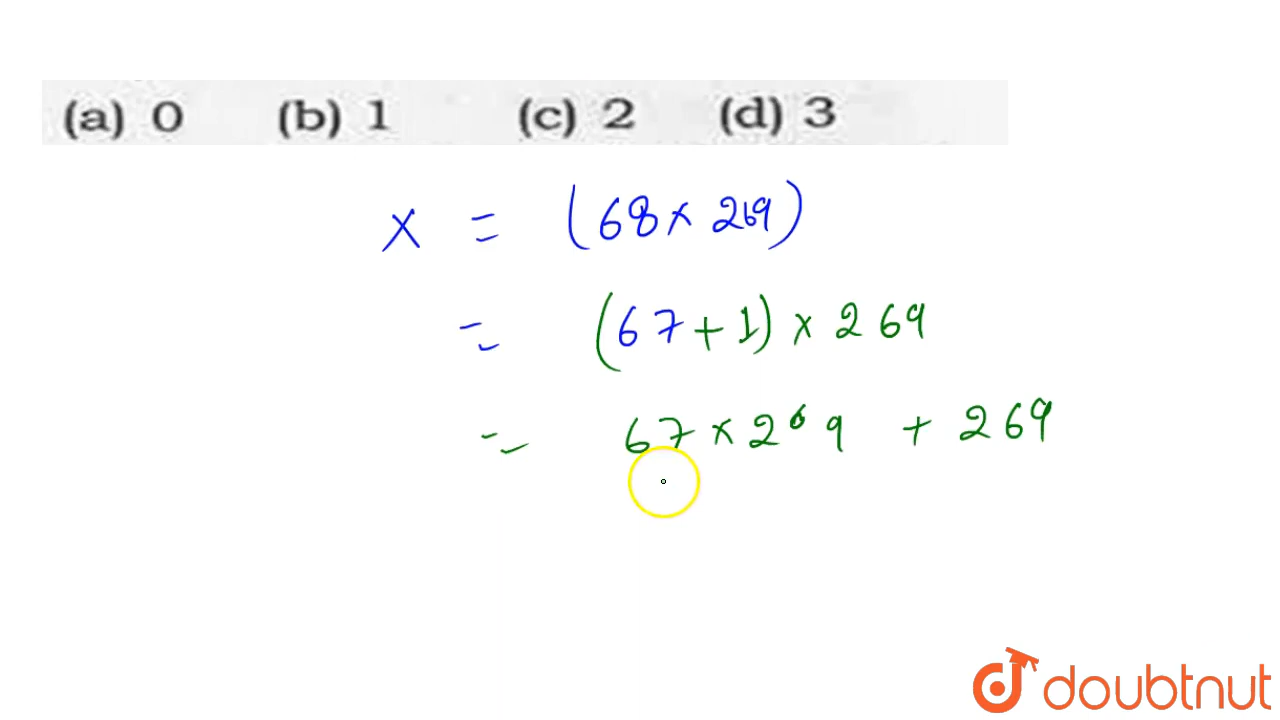 (a) 0 (b) 1 (c) 2 (d) 3
x = (68 × 269)
= (67 + 1) × 269
= 67 × 269 + 269
doubtnut